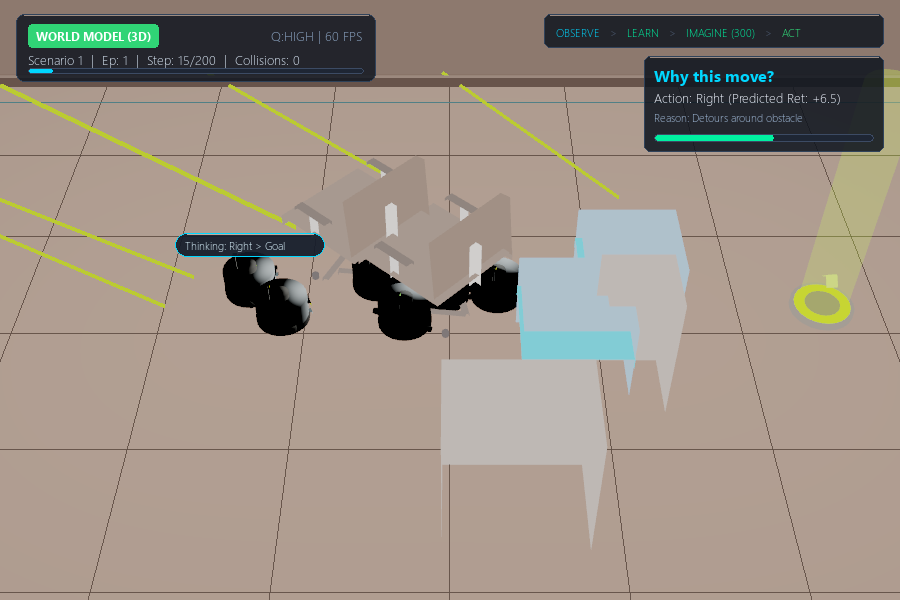 WORLD MODEL (3D) Q:HIGH | 60 FPS
Scenario 1 | Ep: 1 | Step: 15/200 | Collisions: 0
OBSERVE > LEARN > IMAGINE (300) > ACT
Why this move?
Action: Right (Predicted Ret: +6.5)
Reason: Detours around obstacle
Thinking: Right > Goal